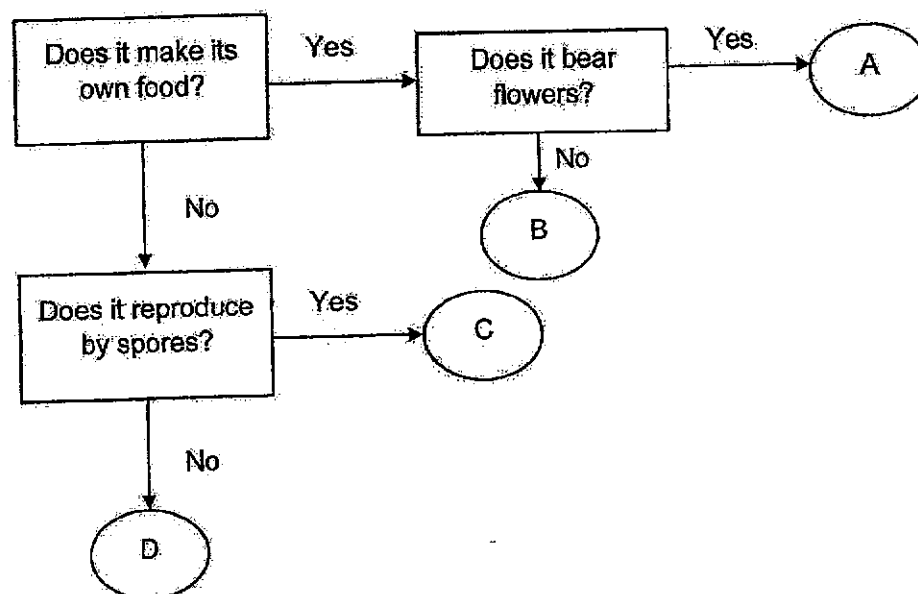 Does it make its
own food?
Yes
Does it bear
flowers?
Yes
A
No
B
No
Does it reproduce
by spores?
Yes
C
No
D